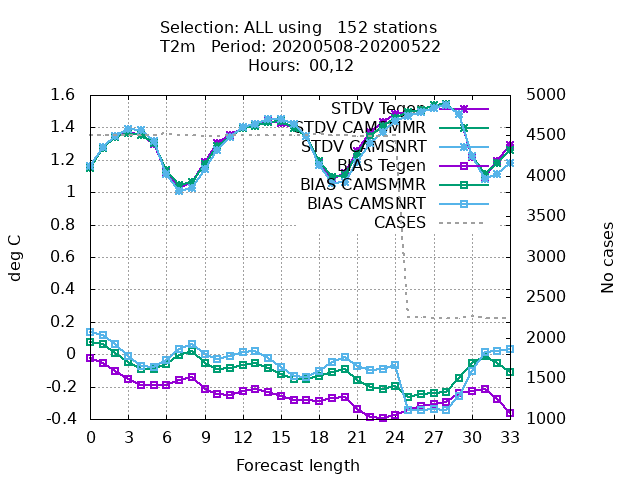 Selection: ALL using 152 stations
T2m Period: 20200508-20200522
Hours: 00,12
1.6
1.4
1.2
1
0.8
0.6
0.4
0.2
0
-0.2
-0.4
deg C
STDV Tegen
STDV CAMSMMR
STDV CAMSNRT
BIAS Tegen
BIAS CAMSMMR
BIAS CAMSNRT
CASES
5000
4500
4000
3500
3000
2500
2000
1500
1000
No cases
0 3 6 9 12 15 18 21 24 27 30 33
Forecast length